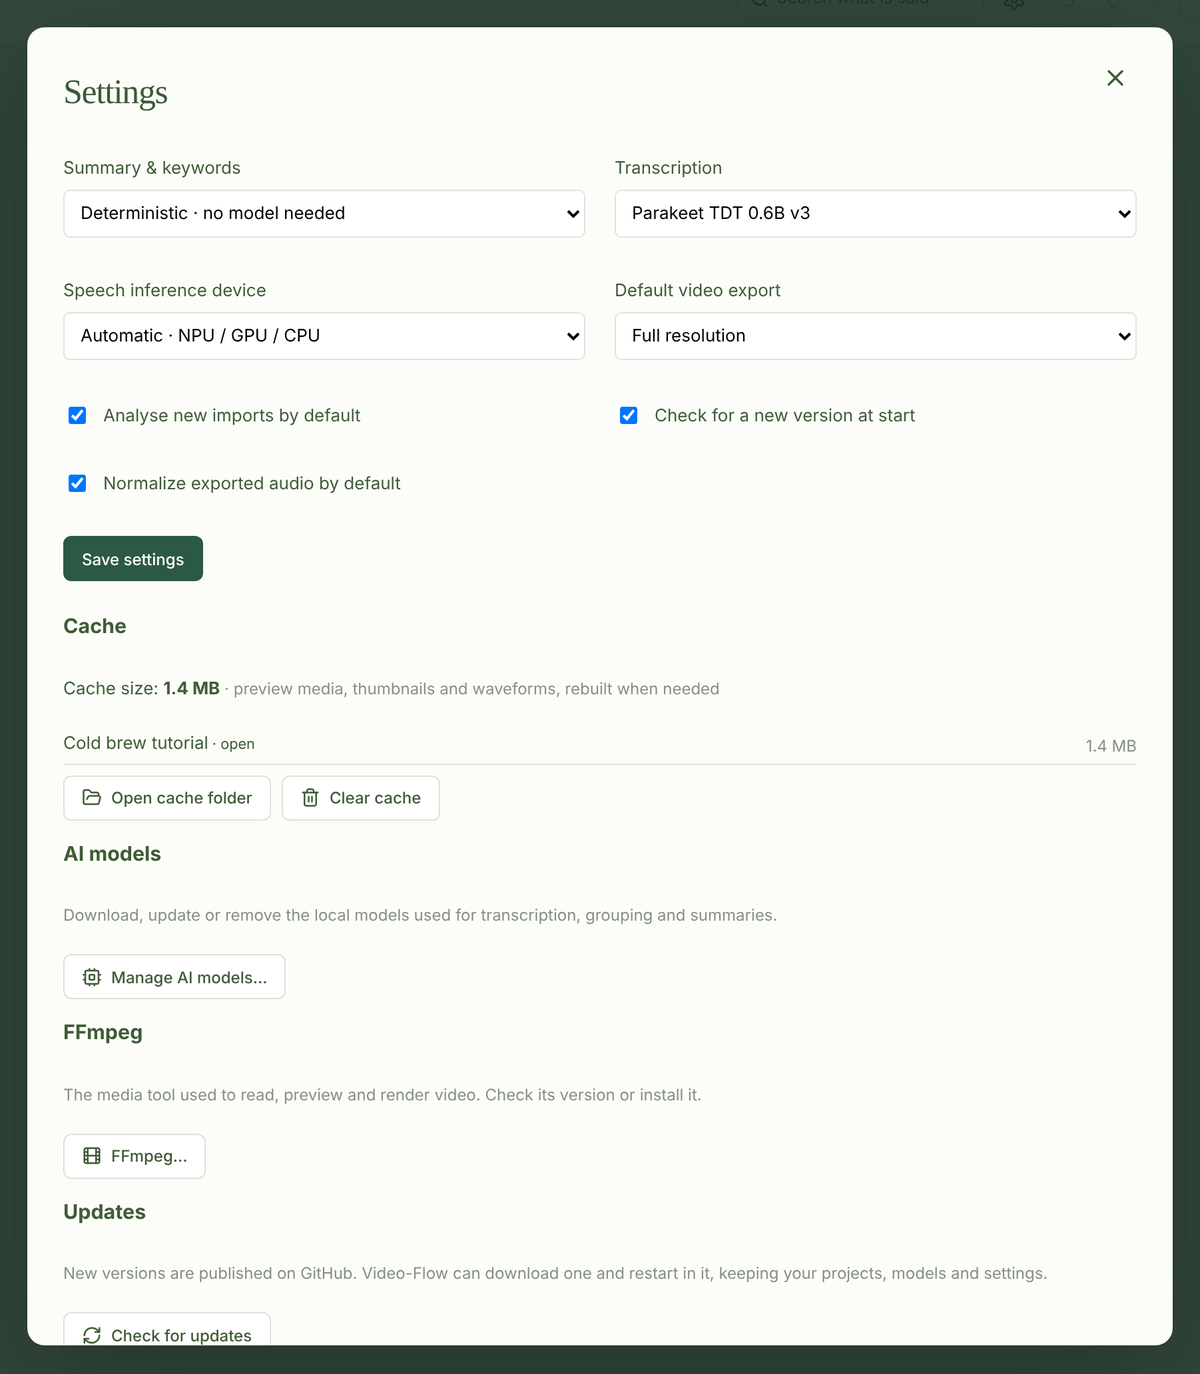 Search what is said
Settings
Summary & keywords
Transcription
Deterministic · no model needed
Parakeet TDT 0.6B v3
Speech inference device
Default video export
Automatic · NPU / GPU / CPU
Full resolution
Analyse new imports by default
Check for a new version at start
Normalize exported audio by default
Save settings
Cache
Cache size: 1.4 MB · preview media, thumbnails and waveforms, rebuilt when needed
Cold brew tutorial · open
1.4 MB
Open cache folder
Clear cache
AI models
Download, update or remove the local models used for transcription, grouping and summaries.
Manage AI models...
FFmpeg
The media tool used to read, preview and render video. Check its version or install it.
FFmpeg...
Updates
New versions are published on GitHub. Video-Flow can download one and restart in it, keeping your projects, models and settings.
Check for updates